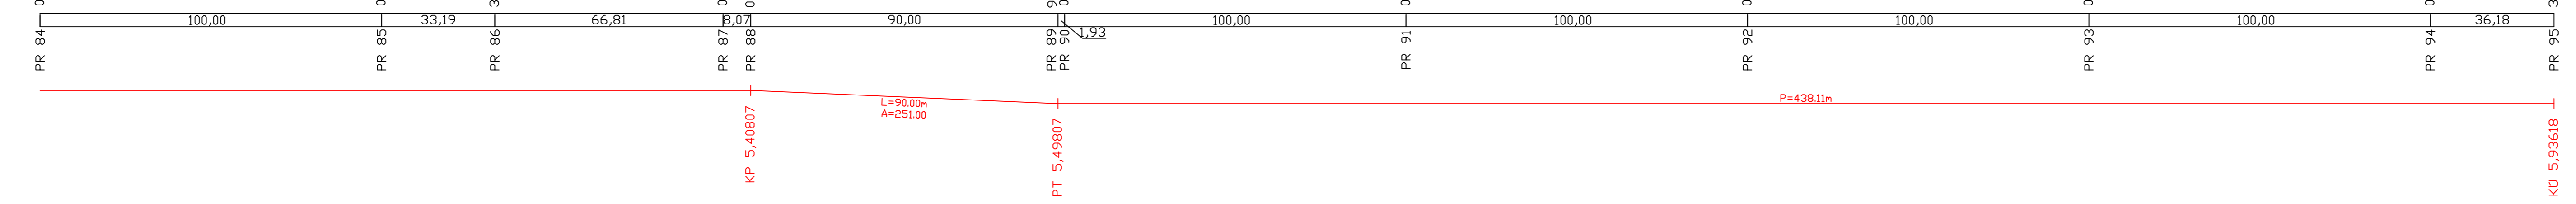 100,00
33,19
66,81
8,07
90,00
1,93
100,00
100,00
100,00
100,00
36,18
PR 84
PR 85
PR 86
PR 87
PR 88
PR 89
PR 90
PR 91
PR 92
PR 93
PR 94
PR 95
L=90.00m
A=251.00
P=438.11m
KP 5,40807
PT 5,49807
KÚ 5,93618